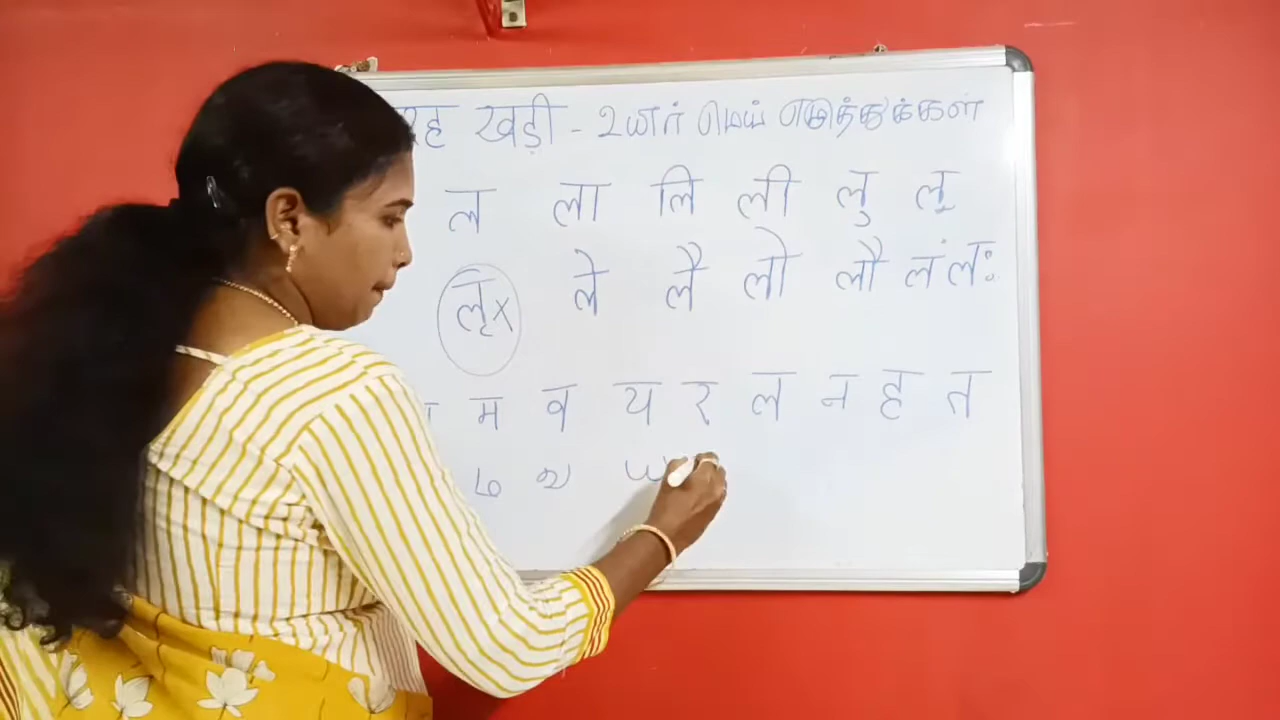 खड़ी - உயிர் மெய் எழுத்துக்கள்
ल ला लि ली लु लू
लृ x ले लै लो लौ लं लः
म व य र ल न ह त
ம வ ய